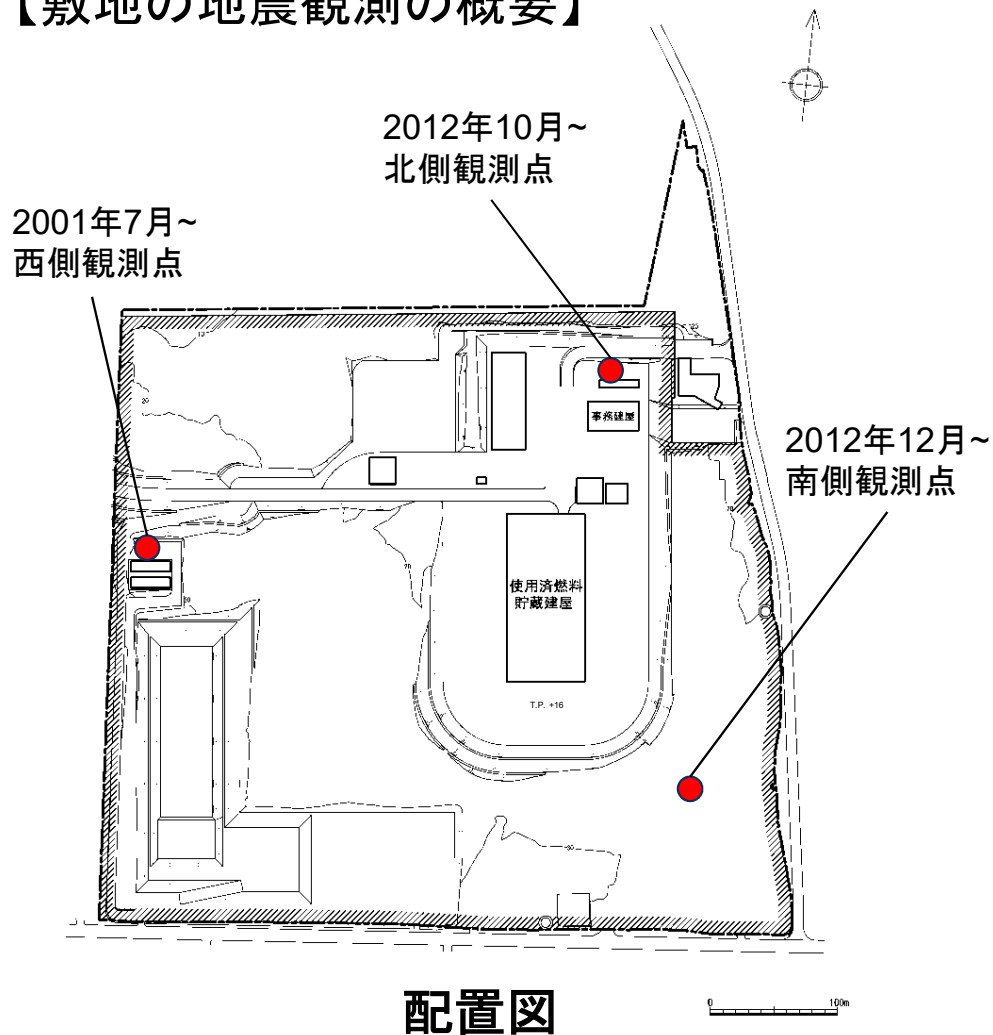 【敷地の地震観測の概要】
2012年10月~
北側観測点
2001年7月~
西側観測点
事務建屋
2012年12月~
南側観測点
使用済燃料
貯蔵建屋
T.P. +16
配置図
0 100m